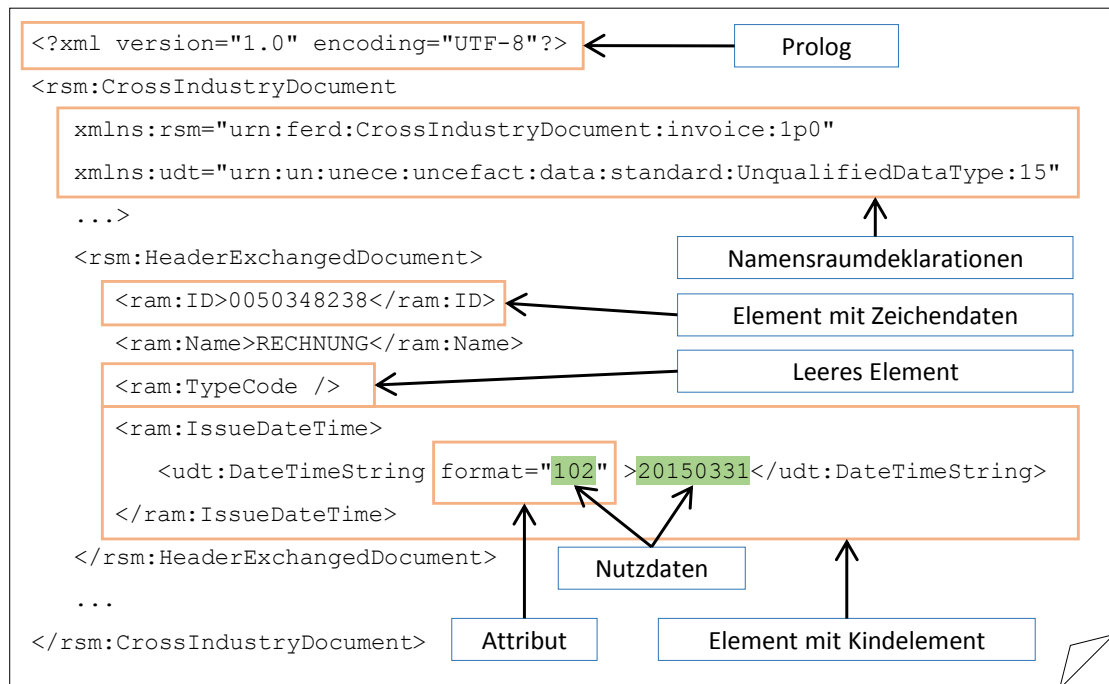 <?xml version="1.0" encoding="UTF-8"?>
Prolog
<rsm:CrossIndustryDocument
xmlns:rsm="urn:ferd:CrossIndustryDocument:invoice:1p0"
xmlns:udt="urn:un:unece:uncefact:data:standard:UnqualifiedDataType:15"
...>
<rsm:HeaderExchangedDocument>
Namensraumdeklarationen
<ram:ID>0050348238</ram:ID>
Element mit Zeichendaten
<ram:Name>RECHNUNG</ram:Name>
<ram:TypeCode />
Leeres Element
<ram:IssueDateTime>
<udt:DateTimeString format="102" >20150331</udt:DateTimeString>
</ram:IssueDateTime>
</rsm:HeaderExchangedDocument>
Nutzdaten
...
</rsm:CrossIndustryDocument>
Attribut
Element mit Kindelement